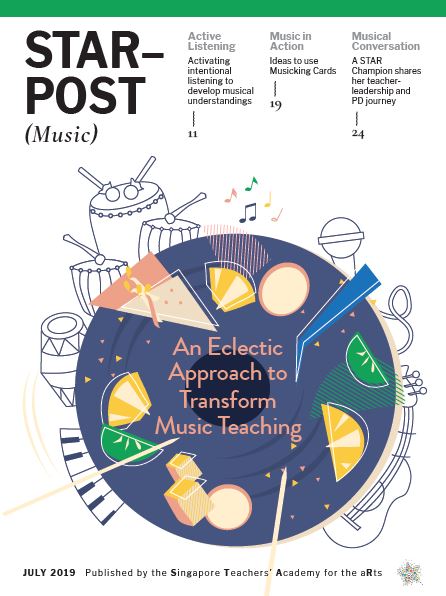 STAR–
POST
(Music)
Active
Listening
Activating
intentional
listening to
develop musical
understandings
11
Music in
Action
Ideas to use
Musicking Cards
19
Musical
Conversation
A STAR
Champion shares
her teacher-
leadership and
PD journey
24
An Eclectic
Approach to
Transform
Music Teaching
JULY 2019 Published by the Singapore Teachers' Academy for the aRts